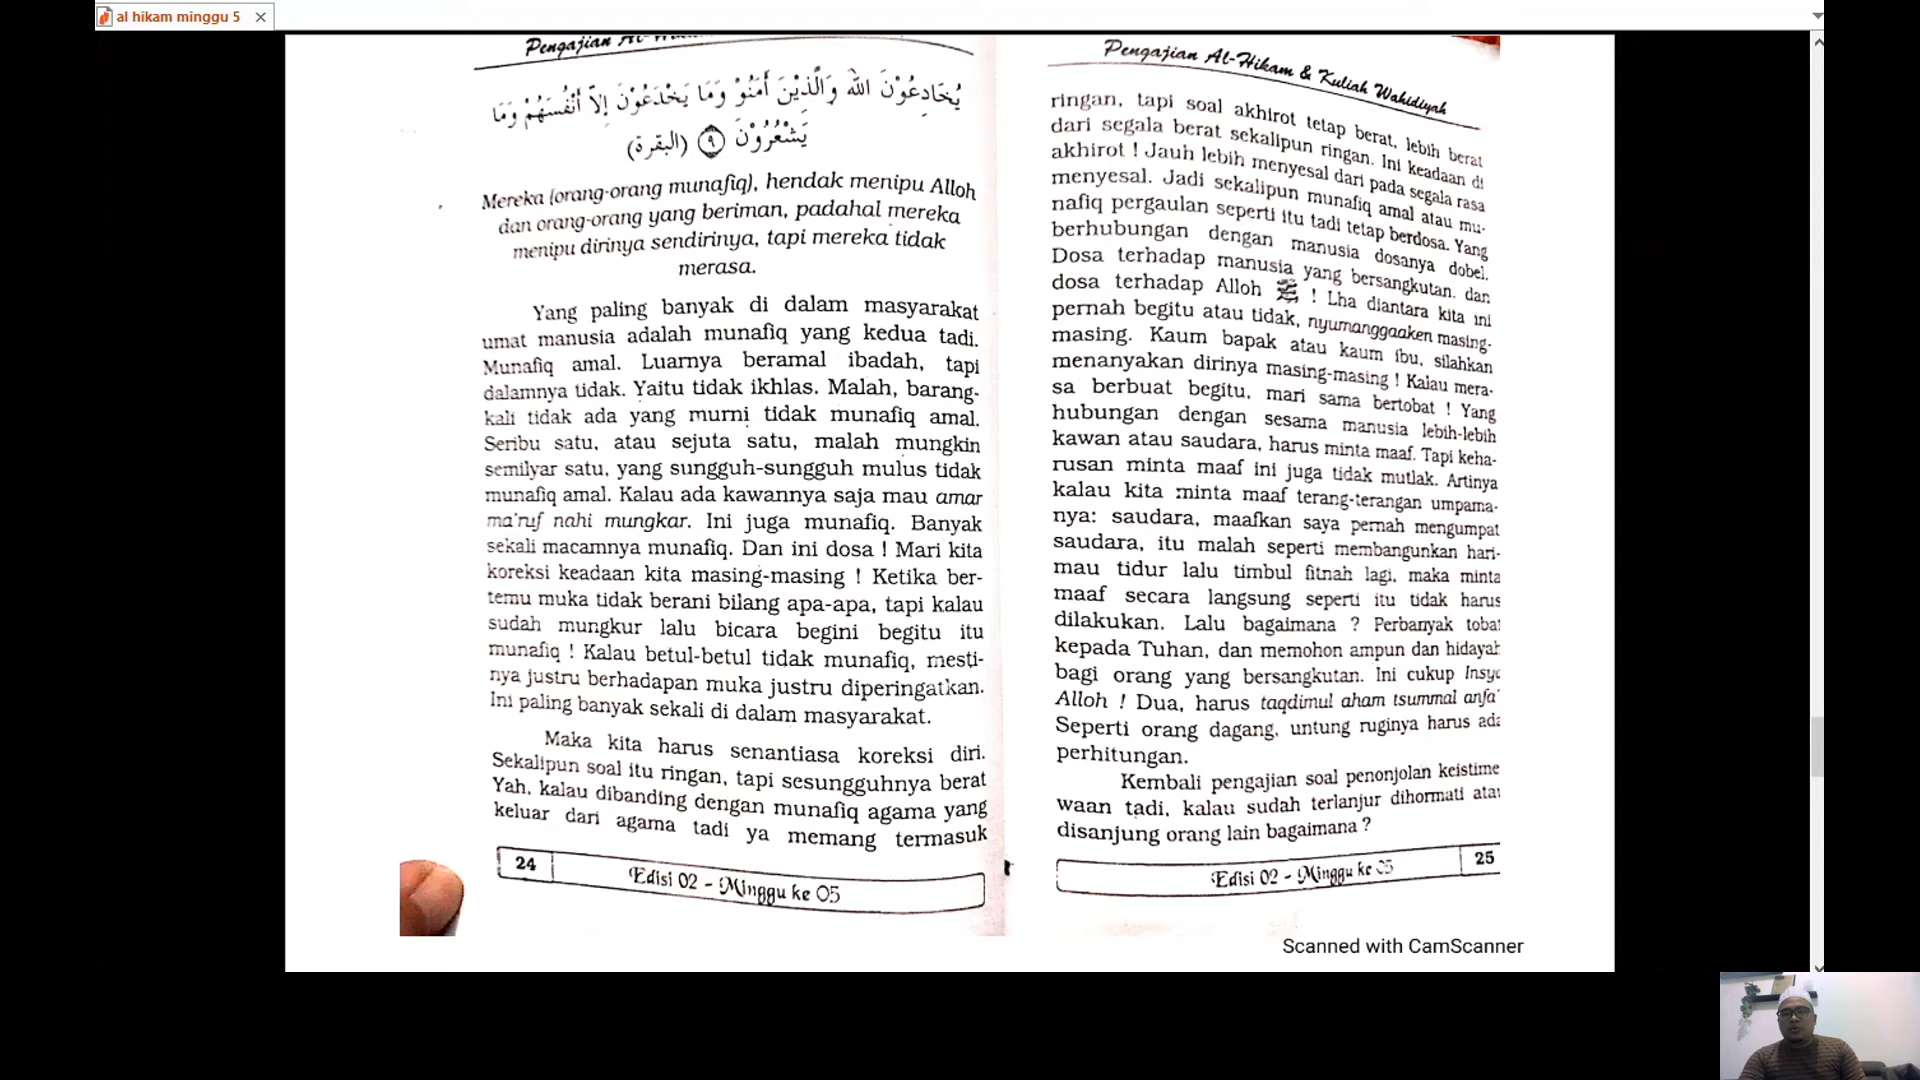 al hikam minggu 5
Pengajian Al-
يُخَادِعُوْنَ اللهَ وَالَّذِيْنَ أَمَنُوْ وَمَا يَخْدَعُوْنَ إِلاَّ أَنْفُسَهُمْ وَمَا
يَشْعُرُوْنَ ۝٩ (البقرة)
Mereka (orang-orang munafiq), hendak menipu Alloh
dan orang-orang yang beriman, padahal mereka
menipu dirinya sendirinya, tapi mereka tidak
merasa.
Yang paling banyak di dalam masyarakat
umat manusia adalah munafiq yang kedua tadi.
Munafiq amal. Luarnya beramal ibadah, tapi
dalamnya tidak. Yaitu tidak ikhlas. Malah, barang-
kali tidak ada yang murni tidak munafiq amal.
Seribu satu, atau sejuta satu, malah mungkin
semilyar satu, yang sungguh-sungguh mulus tidak
munafiq amal. Kalau ada kawannya saja mau amar
ma'ruf nahi mungkar. Ini juga munafiq. Banyak
sekali macamnya munafiq. Dan ini dosa ! Mari kita
koreksi keadaan kita masing-masing ! Ketika ber-
temu muka tidak berani bilang apa-apa, tapi kalau
sudah mungkur lalu bicara begini begitu itu
munafiq ! Kalau betul-betul tidak munafiq, mesti-
nya justru berhadapan muka justru diperingatkan.
Ini paling banyak sekali di dalam masyarakat.
Maka kita harus senantiasa koreksi diri.
Sekalipun soal itu ringan, tapi sesungguhnya berat
Yah, kalau dibanding dengan munafiq agama yang
keluar dari agama tadi ya memang termasuk
24
Edisi 02 - Minggu ke 05
Pengajian Al-Hikam & Kuliah Wahidiyah
ringan, tapi soal akhirot tetap berat, lebih berat
dari segala berat sekalipun ringan. Ini keadaan di
akhirot ! Jauh lebih menyesal dari pada segala rasa
menyesal. Jadi sekalipun munafiq amal atau mu-
nafiq pergaulan seperti itu tadi tetap berdosa. Yang
berhubungan dengan manusia dosanya dobel.
Dosa terhadap manusia yang bersangkutan. dan
dosa terhadap Alloh ! Lha diantara kita ini
pernah begitu atau tidak, nyumanggaaken masing-
masing. Kaum bapak atau kaum ibu, silahkan
menanyakan dirinya masing-masing ! Kalau mera-
sa berbuat begitu, mari sama bertobat ! Yang
hubungan dengan sesama manusia lebih-lebih
kawan atau saudara, harus minta maaf. Tapi keha-
rusan minta maaf ini juga tidak mutlak. Artinya
kalau kita minta maaf terang-terangan umpama-
nya: saudara, maafkan saya pernah mengumpat
saudara, itu malah seperti membangunkan hari-
mau tidur lalu timbul fitnah lagi, maka minta
maaf secara langsung seperti itu tidak harus
dilakukan. Lalu bagaimana ? Perbanyak tobat
kepada Tuhan, dan memohon ampun dan hidayah
bagi orang yang bersangkutan. Ini cukup Insya
Alloh ! Dua, harus taqdimul aham tsummal anfa'
Seperti orang dagang, untung ruginya harus ada
perhitungan.
Kembali pengajian soal penonjolan keistime
waan tadi, kalau sudah terlanjur dihormati atau
disanjung orang lain bagaimana ?
Edisi 02 - Minggu ke 05
25
Scanned with CamScanner